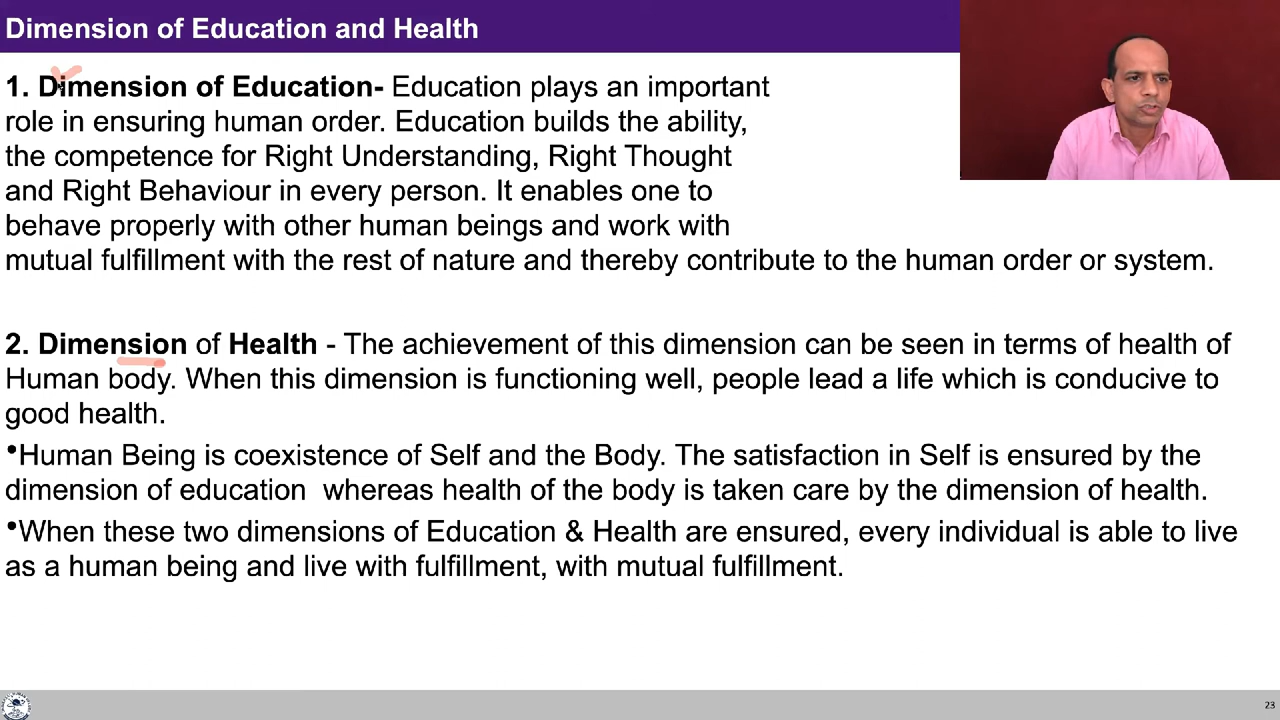 Dimension of Education and Health
1. Dimension of Education- Education plays an important
role in ensuring human order. Education builds the ability,
the competence for Right Understanding, Right Thought
and Right Behaviour in every person. It enables one to
behave properly with other human beings and work with
mutual fulfillment with the rest of nature and thereby contribute to the human order or system.
2. Dimension of Health - The achievement of this dimension can be seen in terms of health of
Human body. When this dimension is functioning well, people lead a life which is conducive to
good health.
•Human Being is coexistence of Self and the Body. The satisfaction in Self is ensured by the
dimension of education  whereas health of the body is taken care by the dimension of health.
•When these two dimensions of Education & Health are ensured, every individual is able to live
as a human being and live with fulfillment, with mutual fulfillment.
23